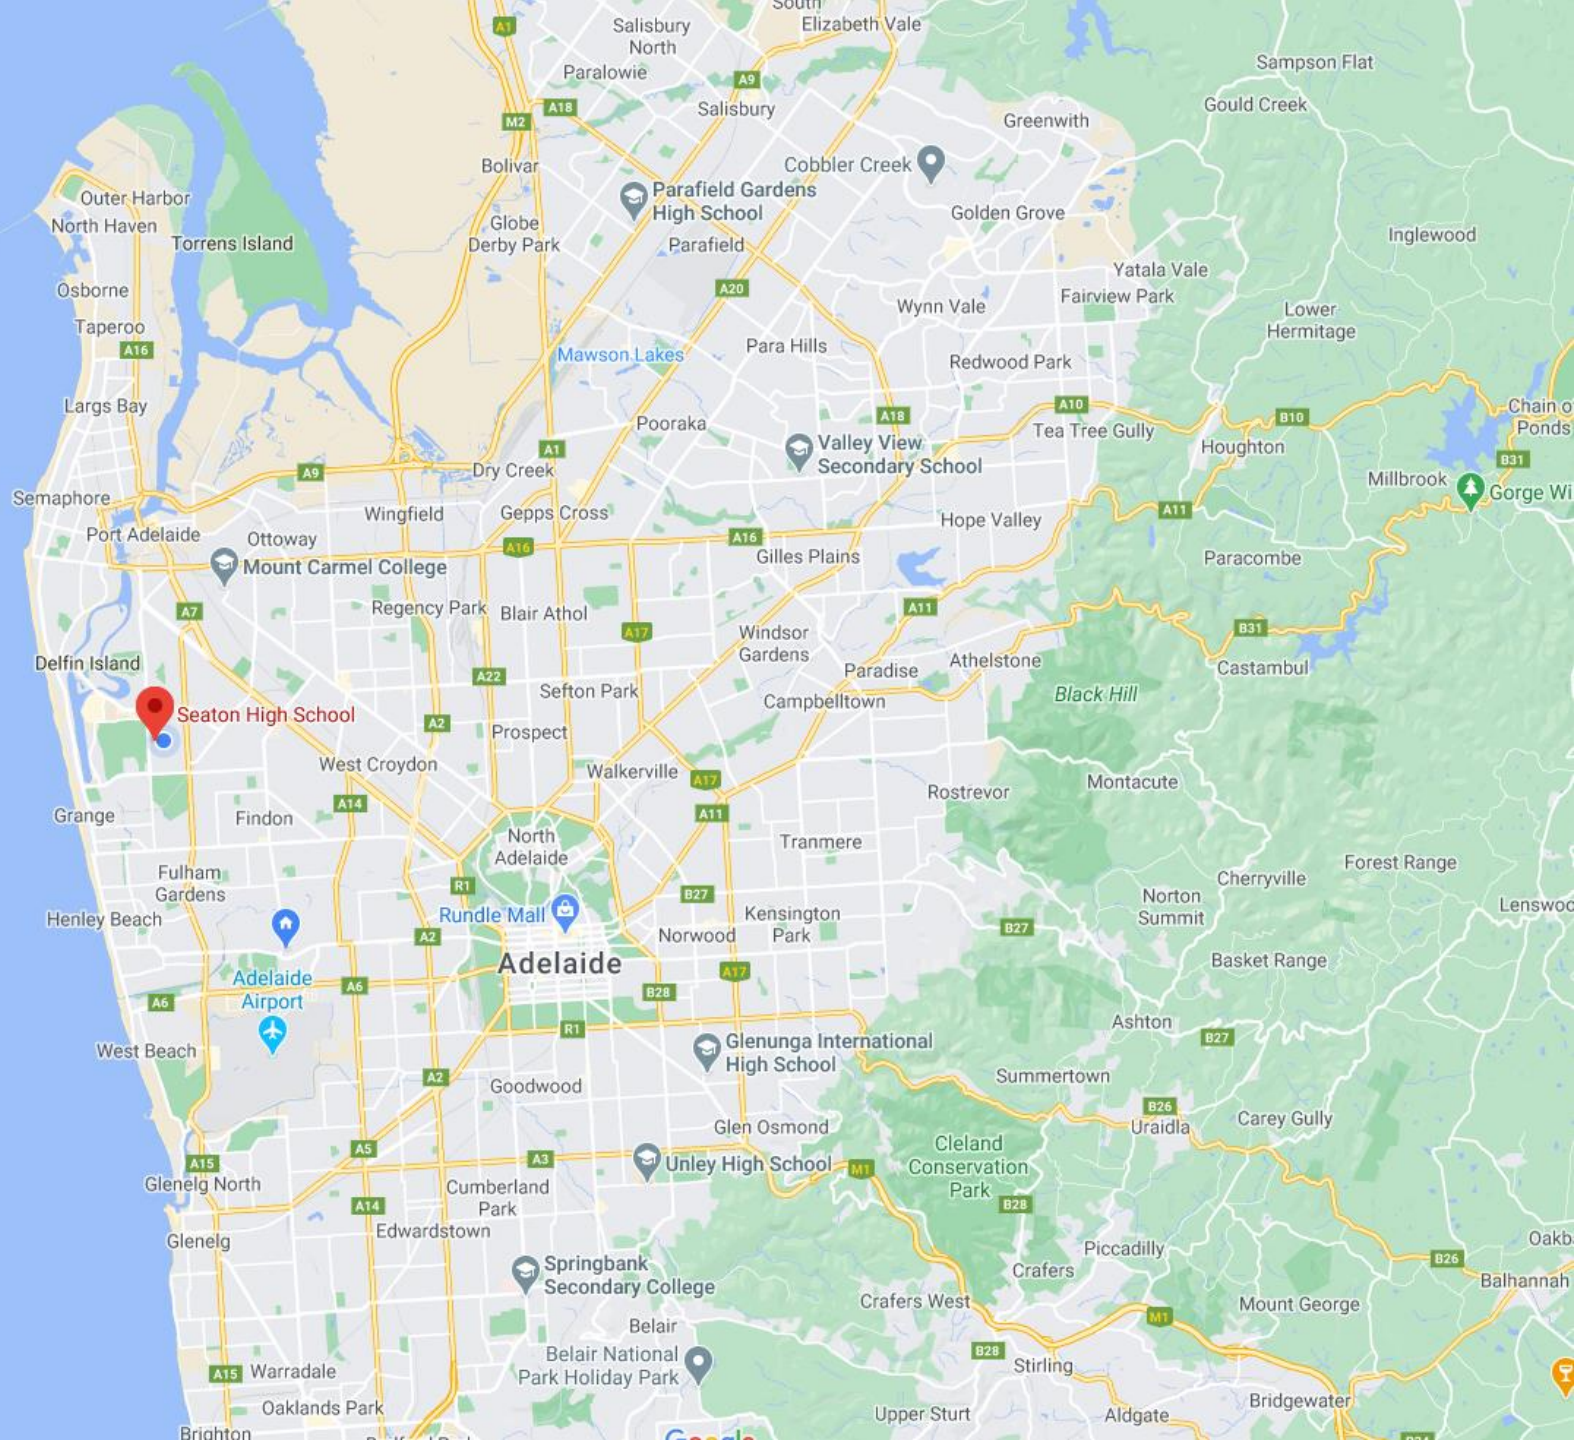 South
Elizabeth Vale
Salisbury
North
A1
Sampson Flat
Paralowie
A9
Salisbury
Gould Creek
A18
M2
Greenwith
Bolivar
Cobbler Creek
Parafield Gardens
High School
Outer Harbor
North Haven
Globe
Derby Park
Golden Grove
Torrens Island
Parafield
Inglewood
Yatala Vale
Osborne
A20
Fairview Park
Wynn Vale
Lower
Hermitage
Taperoo
A16
Mawson Lakes
Para Hills
Redwood Park
Largs Bay
Pooraka
A18
A10
B10
Chain o
Ponds
Tea Tree Gully
Valley View
Secondary School
Houghton
A1
B31
A9
Dry Creek
Millbrook
Gorge Wi
Semaphore
Wingfield
Gepps Cross
A11
Hope Valley
Port Adelaide
Ottoway
A16
A16
Gilles Plains
Paracombe
Mount Carmel College
A7
Regency Park
Blair Athol
A11
A17
B31
Windsor
Gardens
Delfin Island
Paradise
Athelstone
Castambul
A22
Sefton Park
Campbelltown
Black Hill
Seaton High School
A2
Prospect
West Croydon
Walkerville
A17
Montacute
Rostrevor
A14
A11
Grange
Findon
North
Adelaide
Tranmere
Forest Range
Fulham
Gardens
R1
B27
Cherryville
Norton
Summit
Lenswoo
Henley Beach
Rundle Mall
Kensington
Park
B27
A2
Norwood
Adelaide
A17
Basket Range
Adelaide
Airport
A6
A6
B28
R1
Ashton
B27
West Beach
Glenunga International
High School
A2
Goodwood
Summertown
B26
Uraidla
Carey Gully
Glen Osmond
Cleland
Conservation
Park
A5
A3
A15
Unley High School
M1
Glenelg North
Cumberland
Park
B28
A14
Edwardstown
Glenelg
Piccadilly
Oakb
B26
Springbank
Secondary College
Crafers
Balhannah
Crafers West
Mount George
M1
Belair
B28
Belair National
Park Holiday Park
Stirling
A15
Warradale
Bridgewater
Oaklands Park
Upper Sturt
Aldgate
Brighton
Google